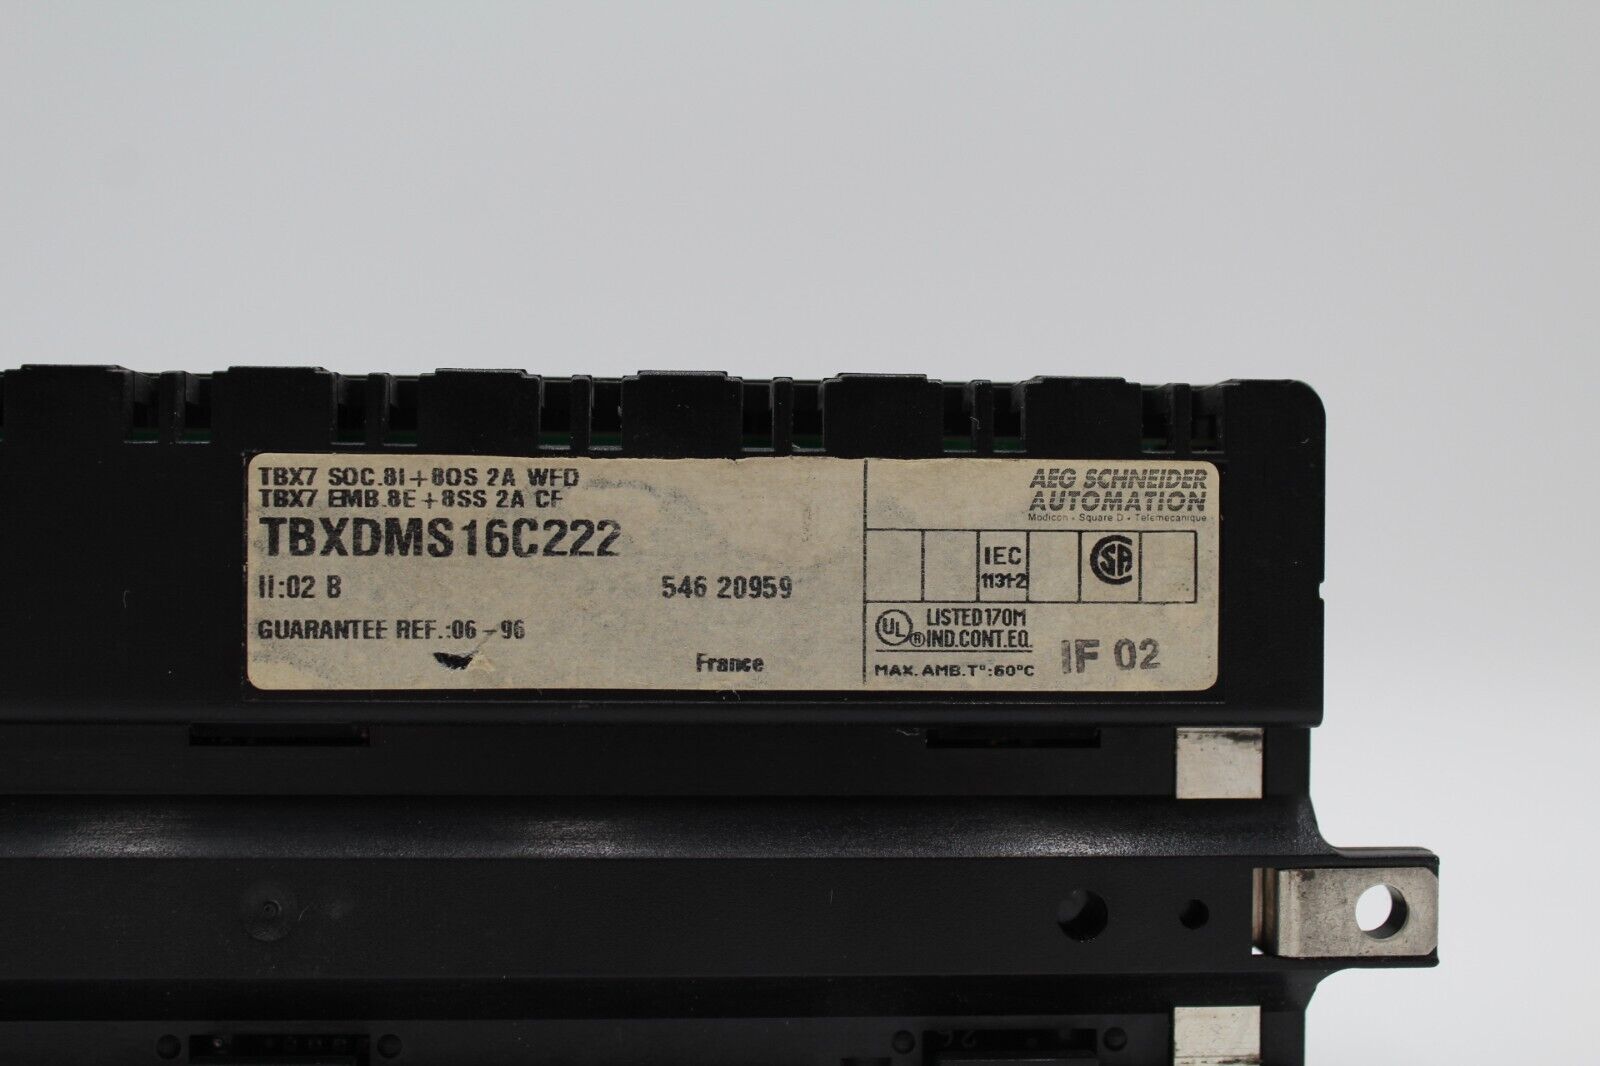 TBX7 SOC.8I+8OS 2A WFD
TBX7 EMB.8E+8SS 2A CF
TBXDMS16C222
II:02 B
546 20959
GUARANTEE REF.:06-96
France
AEG SCHNEIDER
AUTOMATION
Modicon - Square D - Telemecanique
IEC
1131-2
SA
UL
LISTED 170M
® IND.CONT.EQ.
MAX. AMB.T°:60°C
IF 02